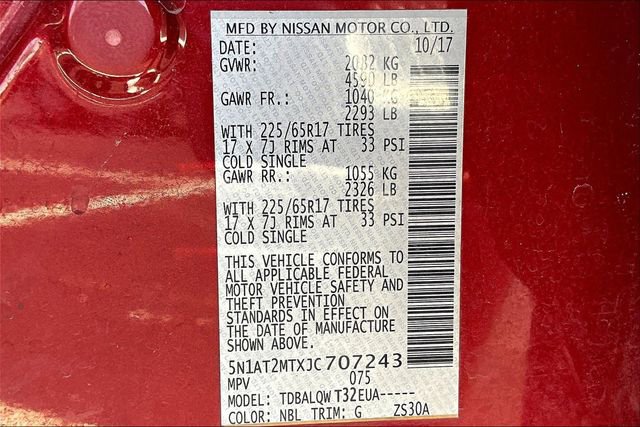 MFD BY NISSAN MOTOR CO., LTD.
DATE: 10/17
GVWR: 2082 KG
4590 LB
GAWR FR.: 1040 KG
2293 LB
WITH 225/65R17 TIRES
17 X 7J RIMS AT 33 PSI
COLD SINGLE
GAWR RR.: 1055 KG
2326 LB
WITH 225/65R17 TIRES
17 X 7J RIMS AT 33 PSI
COLD SINGLE
THIS VEHICLE CONFORMS TO
ALL APPLICABLE FEDERAL
MOTOR VEHICLE SAFETY AND
THEFT PREVENTION
STANDARDS IN EFFECT ON
THE DATE OF MANUFACTURE
SHOWN ABOVE.
5N1AT2MTXJC707243
MPV 075
MODEL: TDBALQW T32EUA-----
COLOR: NBL TRIM: G ZS30A